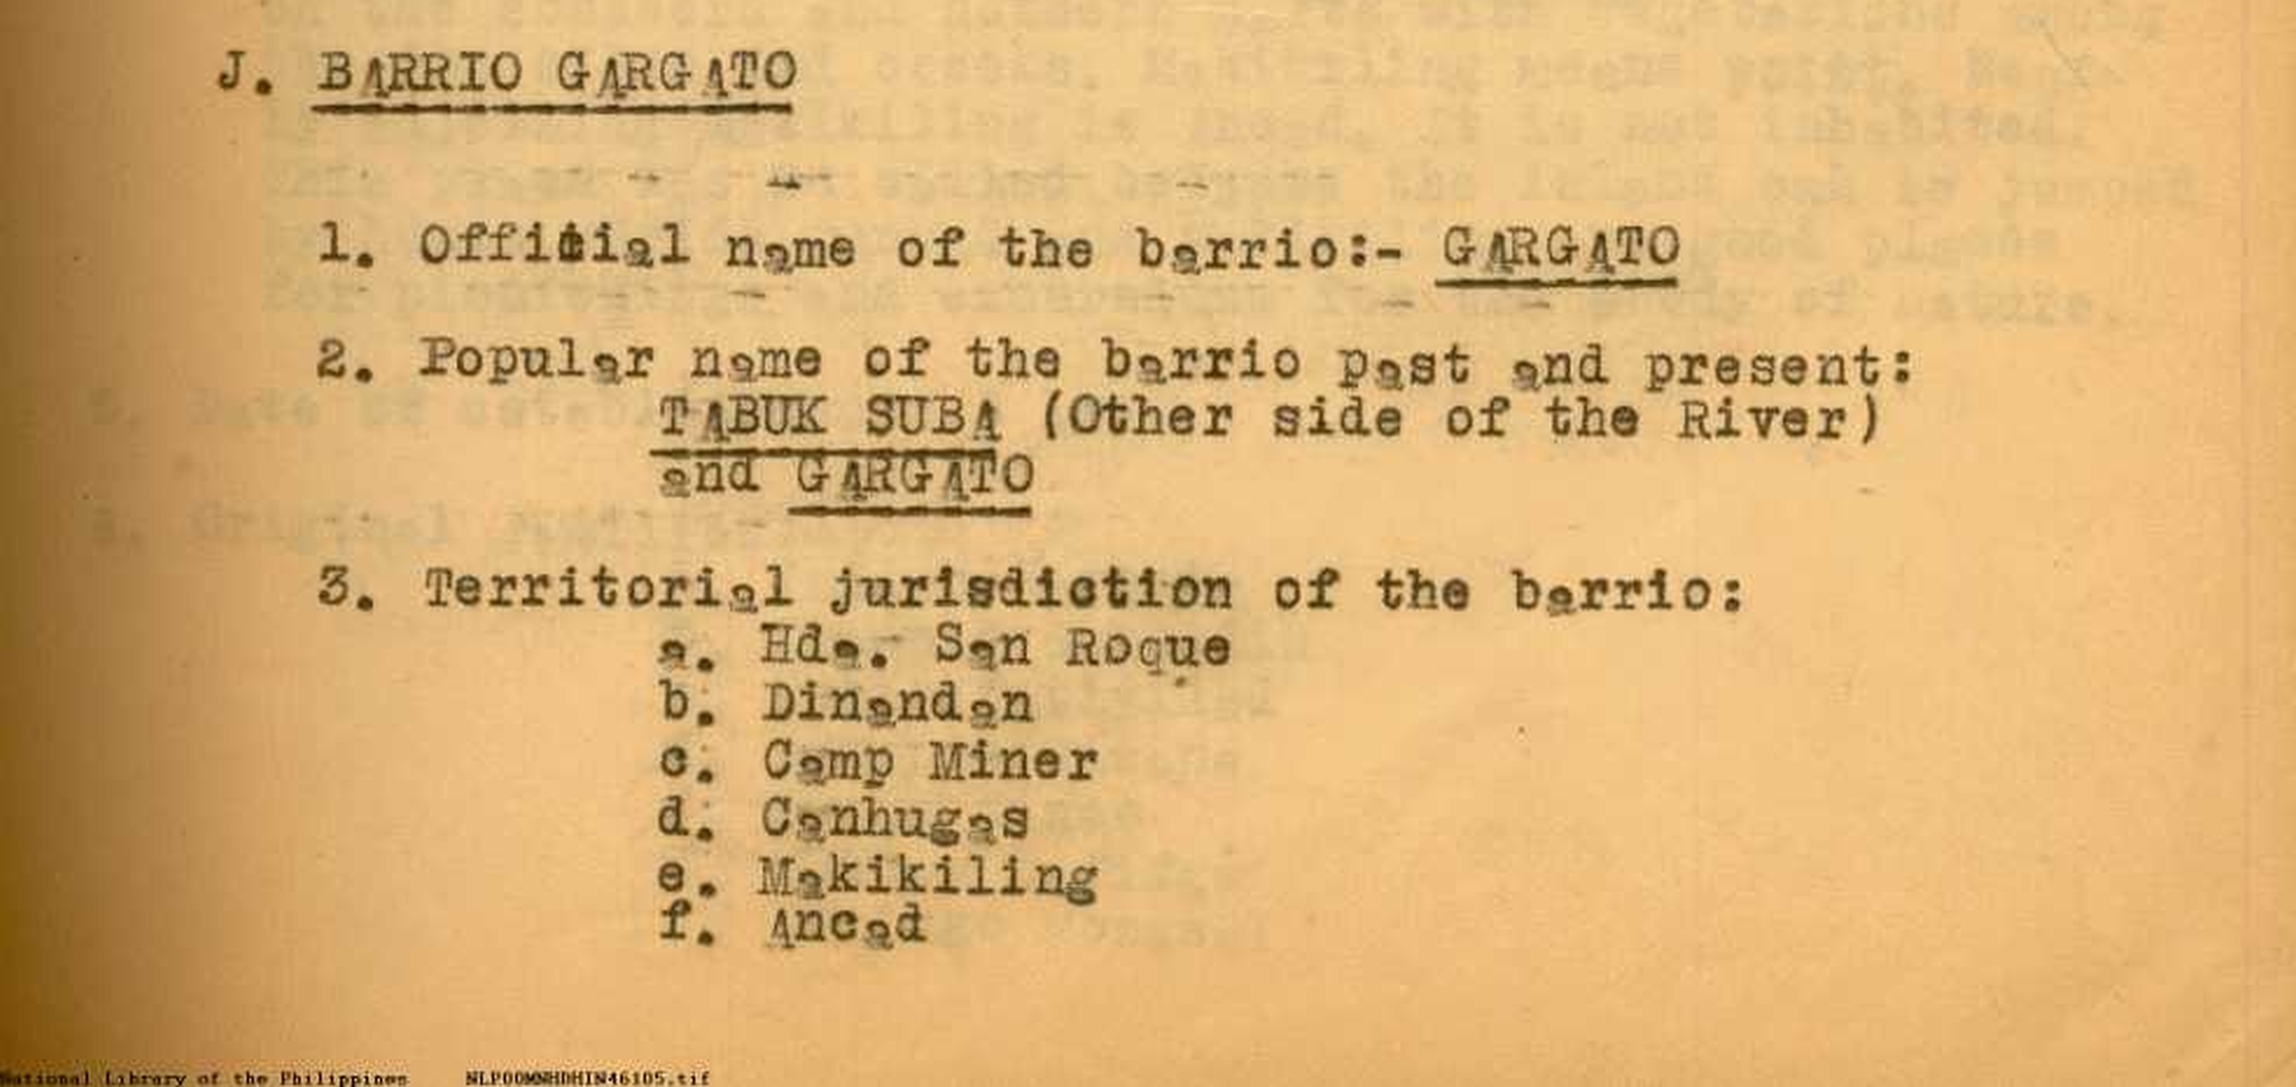 J. BARRIO GARGATO
1. Official name of the barrio:- GARGATO
2. Popular name of the barrio past and present:
TABUK SUBA (Other side of the River)
and GARGATO
3. Territorial jurisdiction of the barrio:
a. Hda. San Roque
b. Dinandan
c. Camp Miner
d. Canhugas
e. Makikiling
f. Ancad
National Library of the Philippines NLPOOMNHDHIN46105.tif